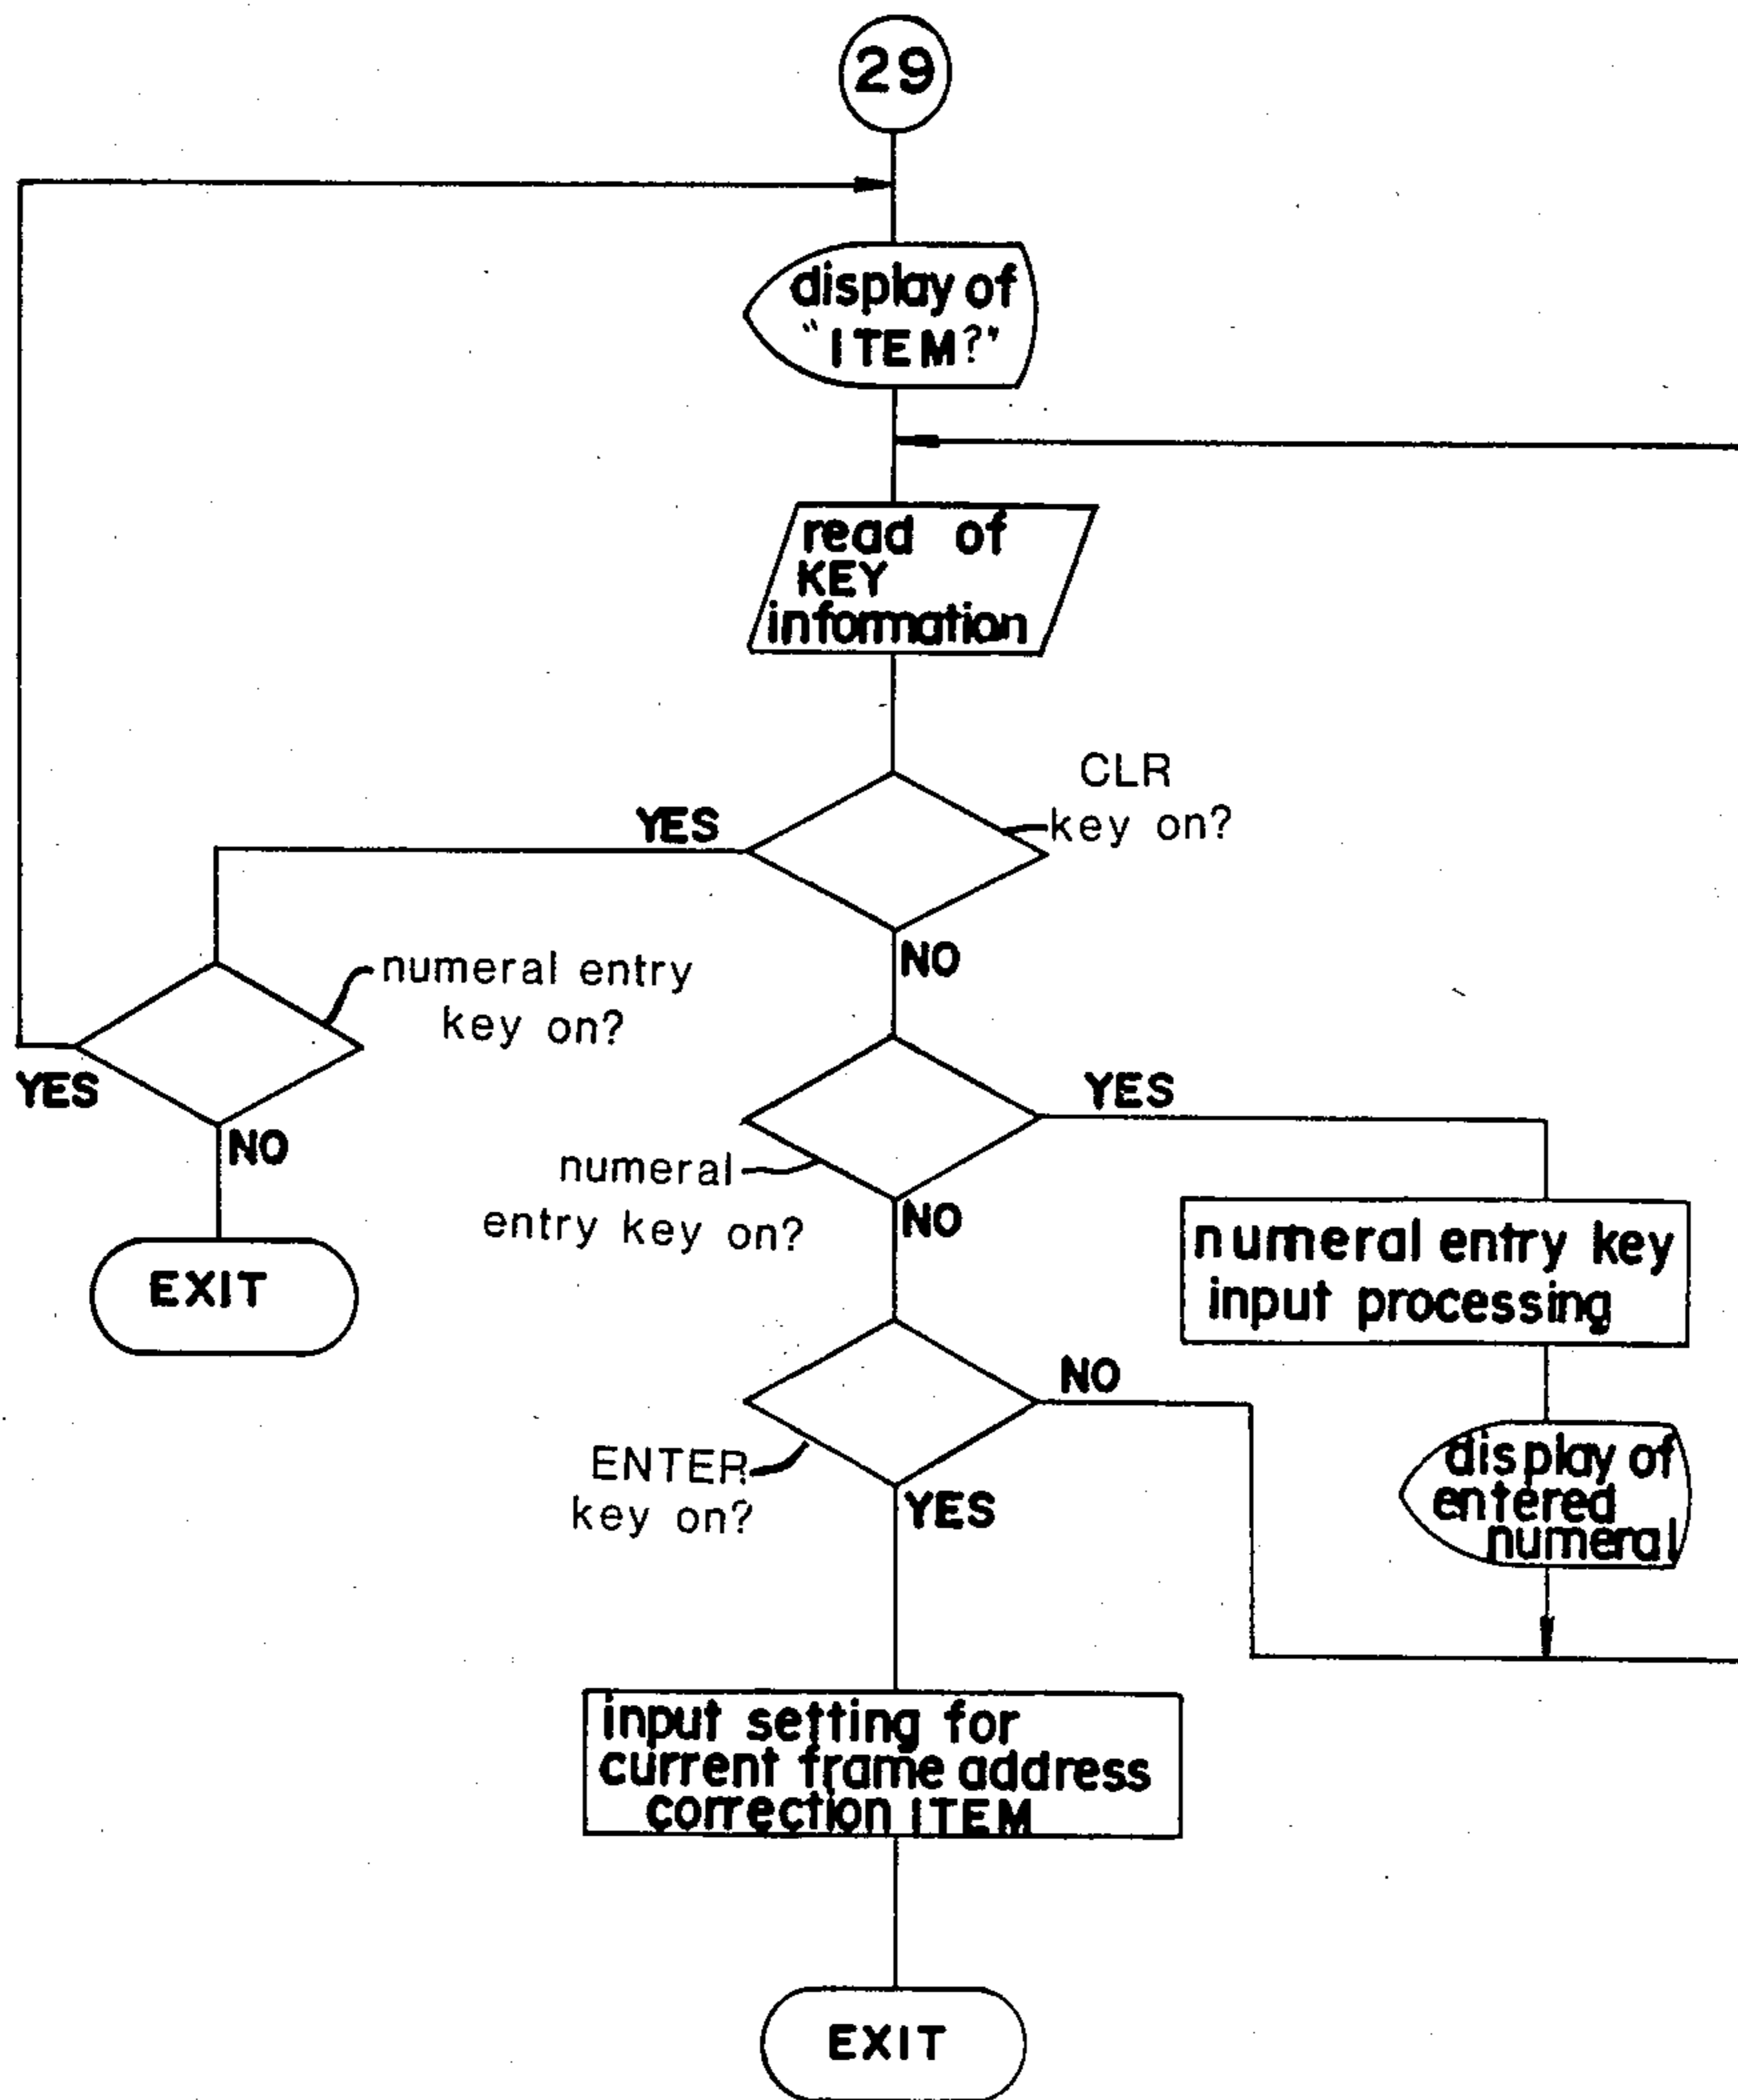 29
display of
"ITEM?"
read of
KEY
information
CLR
key on?
YES
NO
numeral entry
key on?
YES
NO
EXIT
YES
numeral
entry key on?
NO
numeral entry key
input processing
NO
ENTER
key on?
YES
display of
entered
numeral
input setting for
current frame address
correction ITEM
EXIT